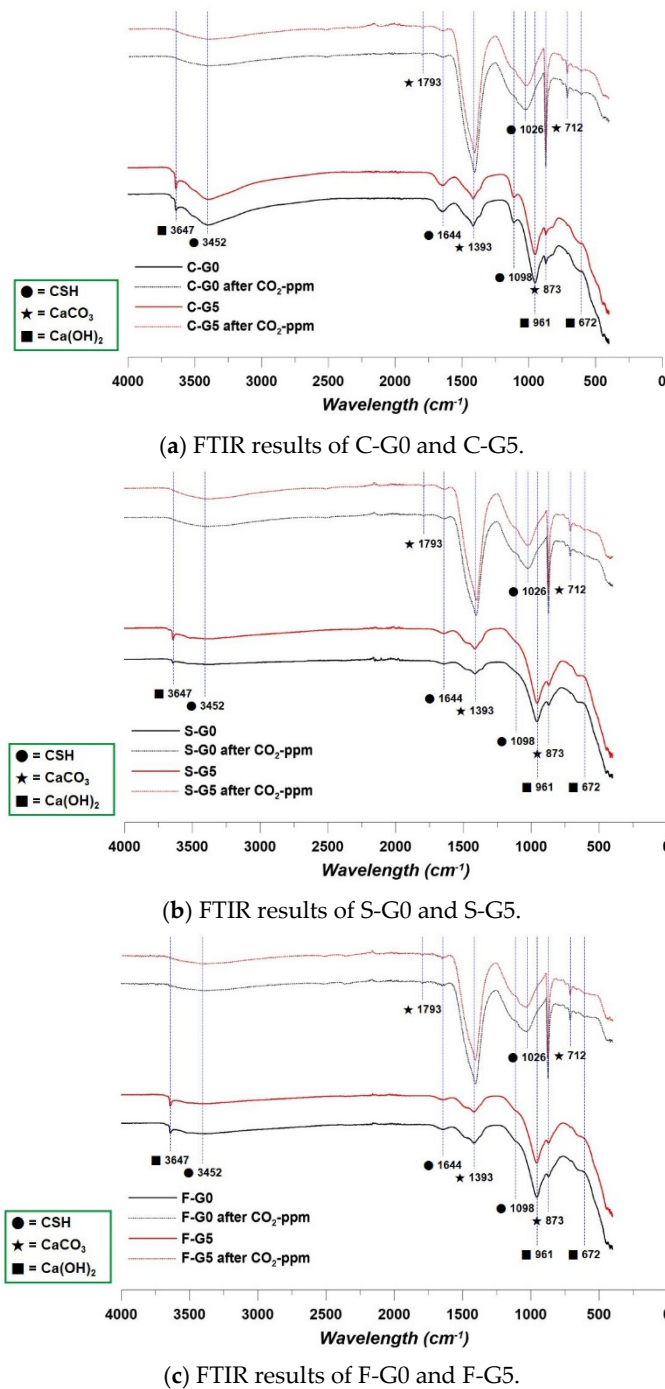 ★ 1793
● 1026 ★ 712
■ 3647
● 3452
● 1644
★ 1393
● 1098
★ 873
■ 961 ■ 672
● = CSH
★ = CaCO3
■ = Ca(OH)2
C-G0
C-G0 after CO2-ppm
C-G5
C-G5 after CO2-ppm
4000 3500 3000 2500 2000 1500 1000 500 0
Wavelength (cm-1)
(a) FTIR results of C-G0 and C-G5.
★ 1793
● 1026 ★ 712
■ 3647
● 3452
● 1644
★ 1393
● 1098
★ 873
■ 961 ■ 672
● = CSH
★ = CaCO3
■ = Ca(OH)2
S-G0
S-G0 after CO2-ppm
S-G5
S-G5 after CO2-ppm
4000 3500 3000 2500 2000 1500 1000 500 0
Wavelength (cm-1)
(b) FTIR results of S-G0 and S-G5.
★ 1793
● 1026 ★ 712
■ 3647
● 3452
● 1644
★ 1393
● 1098
★ 873
■ 961 ■ 672
● = CSH
★ = CaCO3
■ = Ca(OH)2
F-G0
F-G0 after CO2-ppm
F-G5
F-G5 after CO2-ppm
4000 3500 3000 2500 2000 1500 1000 500 0
Wavelength (cm-1)
(c) FTIR results of F-G0 and F-G5.